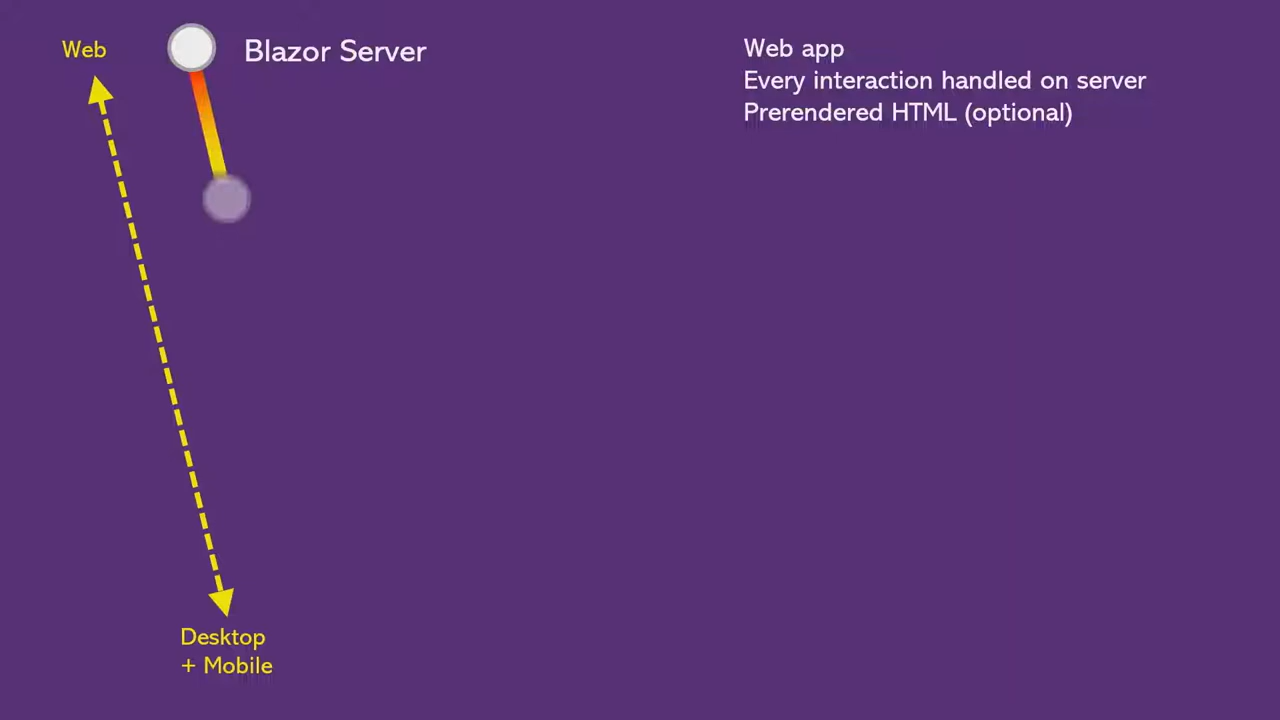 Web
Blazor Server
Web app
Every interaction handled on server
Prerendered HTML (optional)
Desktop
+ Mobile